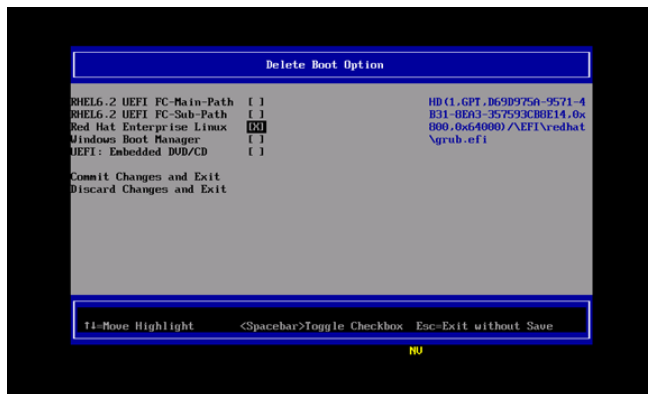 Delete Boot Option
RHEL6.2 UEFI FC-Main-Path [ ]
RHEL6.2 UEFI FC-Sub-Path [ ]
Red Hat Enterprise Linux [X]
Windows Boot Manager [ ]
UEFI: Embedded DVD/CD [ ]
Commit Changes and Exit
Discard Changes and Exit
HD(1,GPT,D69D975A-9571-4
B31-8EA3-357593CB8E14,0x
800,0x64000)/\EFI\redhat
\grub.efi
↑↓=Move Highlight <Spacebar>Toggle Checkbox Esc=Exit without Save
NV